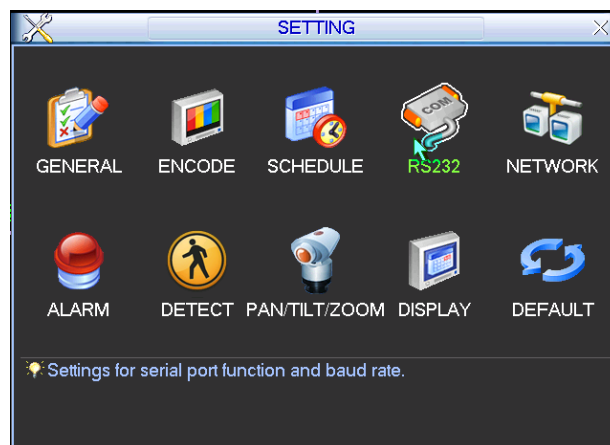 SETTING
COM
GENERAL ENCODE SCHEDULE RS232 NETWORK
ALARM DETECT PAN/TILT/ZOOM DISPLAY DEFAULT
Settings for serial port function and baud rate.